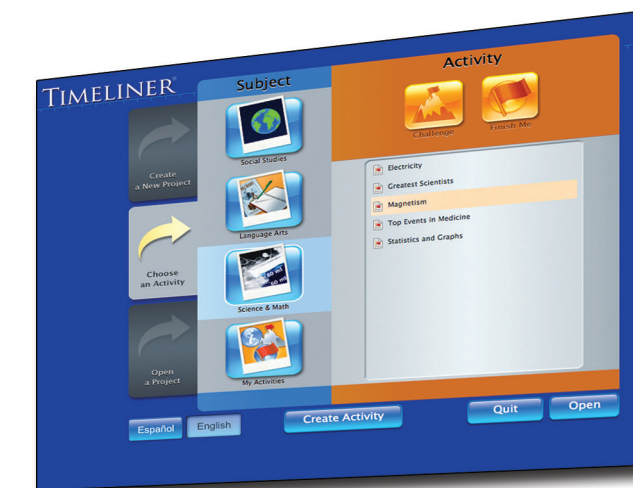 TIMELINER®
Create
a New Project
Choose
an Activity
Open
a Project
Subject
Social Studies
Language Arts
Science & Math
My Activities
Activity
Challenge
Finish Me
Electricity
Greatest Scientists
Magnetism
Top Events in Medicine
Statistics and Graphs
Español
English
Create Activity
Quit
Open